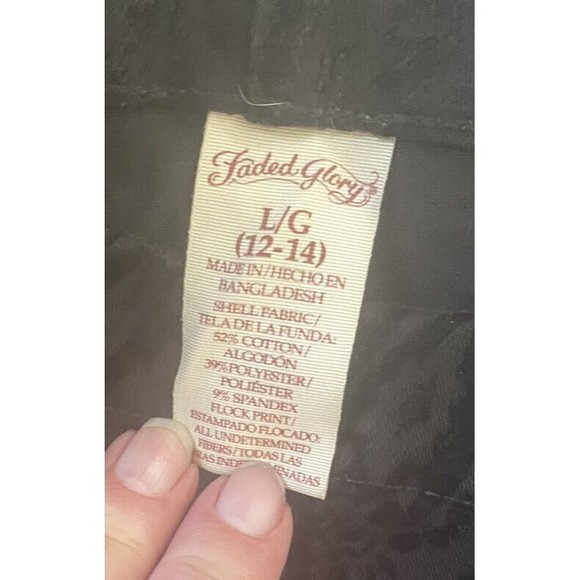 Faded Glory®
L/G
(12-14)
MADE IN/HECHO EN
BANGLADESH
SHELL FABRIC/
TELA DE LA FUNDA:
52% COTTON/
ALGODÓN
39%POLYESTER/
POLIÉSTER
9% SPANDEX
FLOCK PRINT/
ESTAMPADO FLOCADO:
ALL UNDETERMINED
FIBERS/TODAS LAS